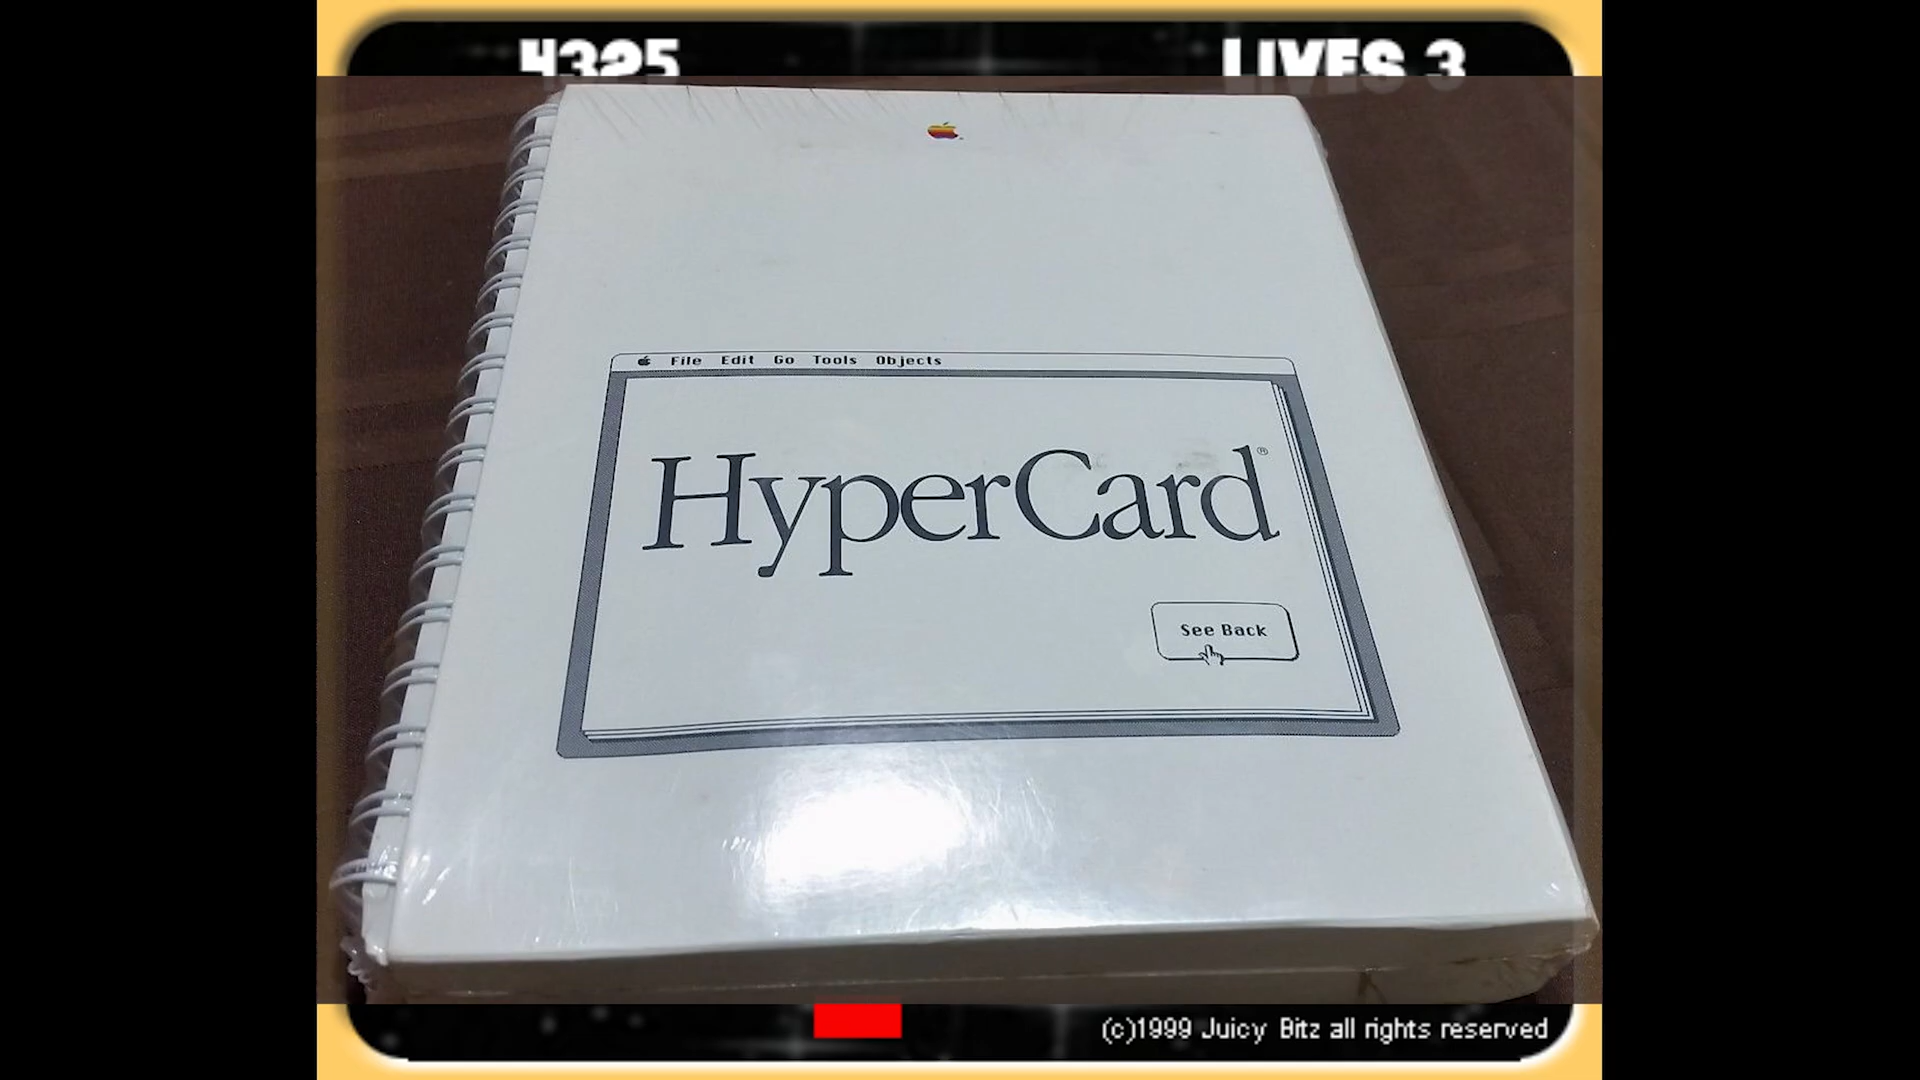 4325 LIVES 3
File Edit Go Tools Objects
HyperCard®
See Back
(c)1999 Juicy Bitz all rights reserved